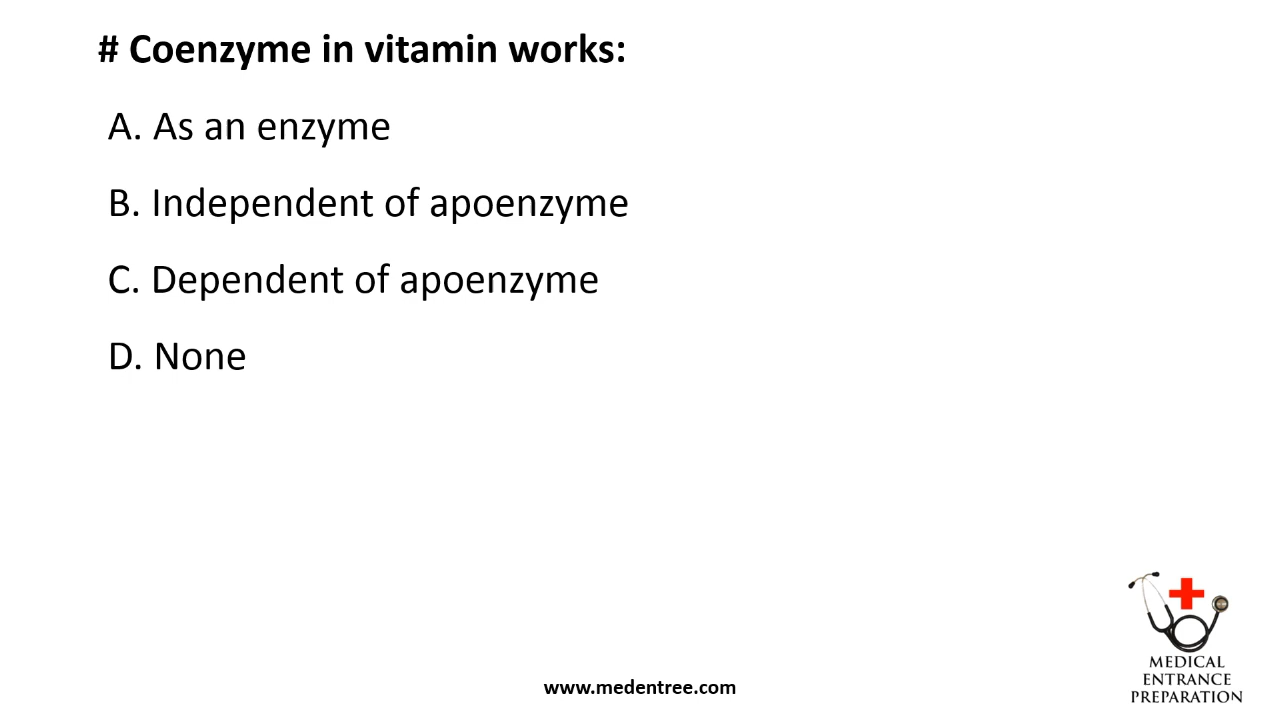 # Coenzyme in vitamin works:
A. As an enzyme
B. Independent of apoenzyme
C. Dependent of apoenzyme
D. None
www.medentree.com
MEDICAL
ENTRANCE
PREPARATION